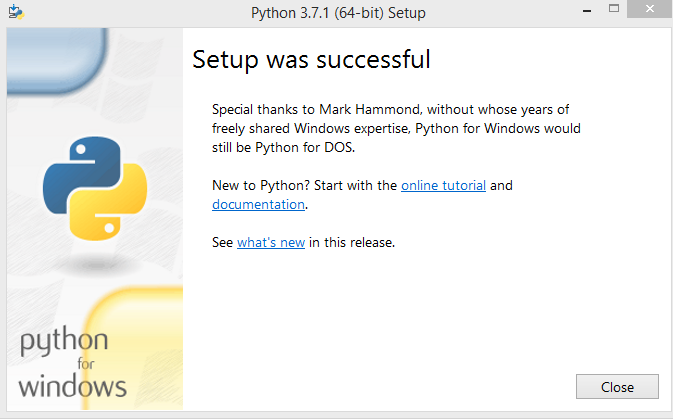 Python 3.7.1 (64-bit) Setup
Setup was successful
Special thanks to Mark Hammond, without whose years of
freely shared Windows expertise, Python for Windows would
still be Python for DOS.
New to Python? Start with the online tutorial and
documentation.
See what's new in this release.
python
for
windows
Close